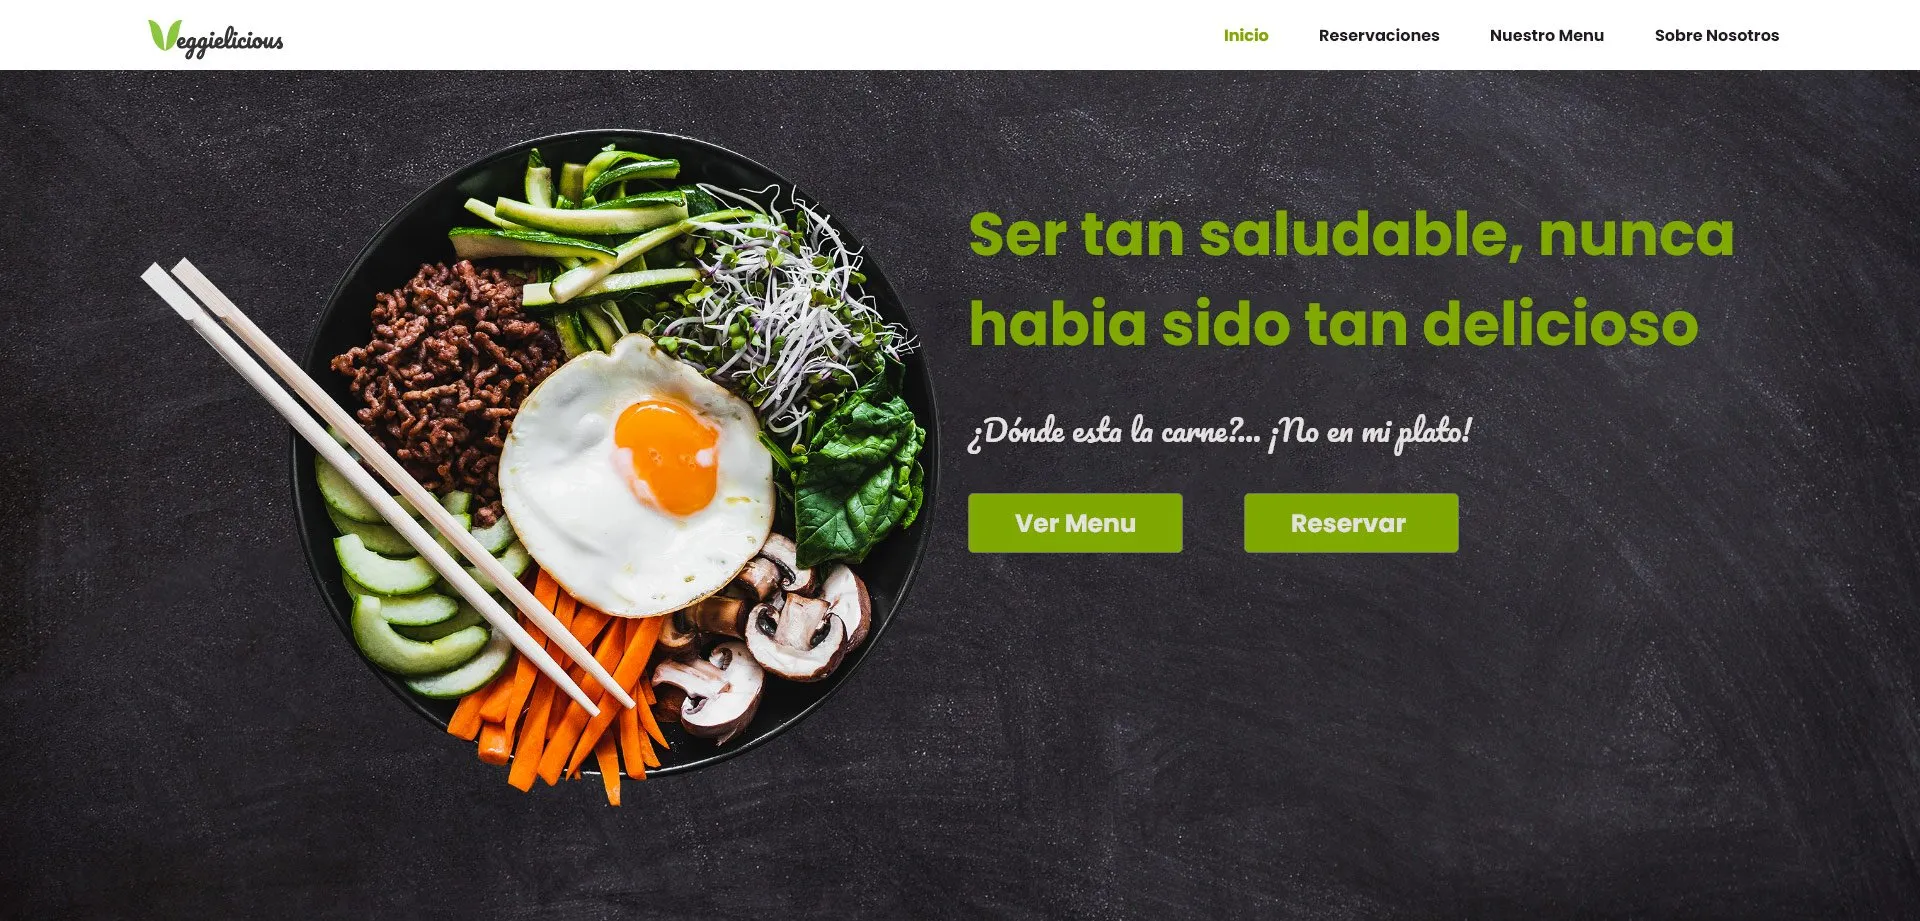 Veggielicious
Inicio
Reservaciones
Nuestro Menu
Sobre Nosotros
Ser tan saludable, nunca
habia sido tan delicioso
¿Dónde esta la carne?... ¡No en mi plato!
Ver Menu
Reservar